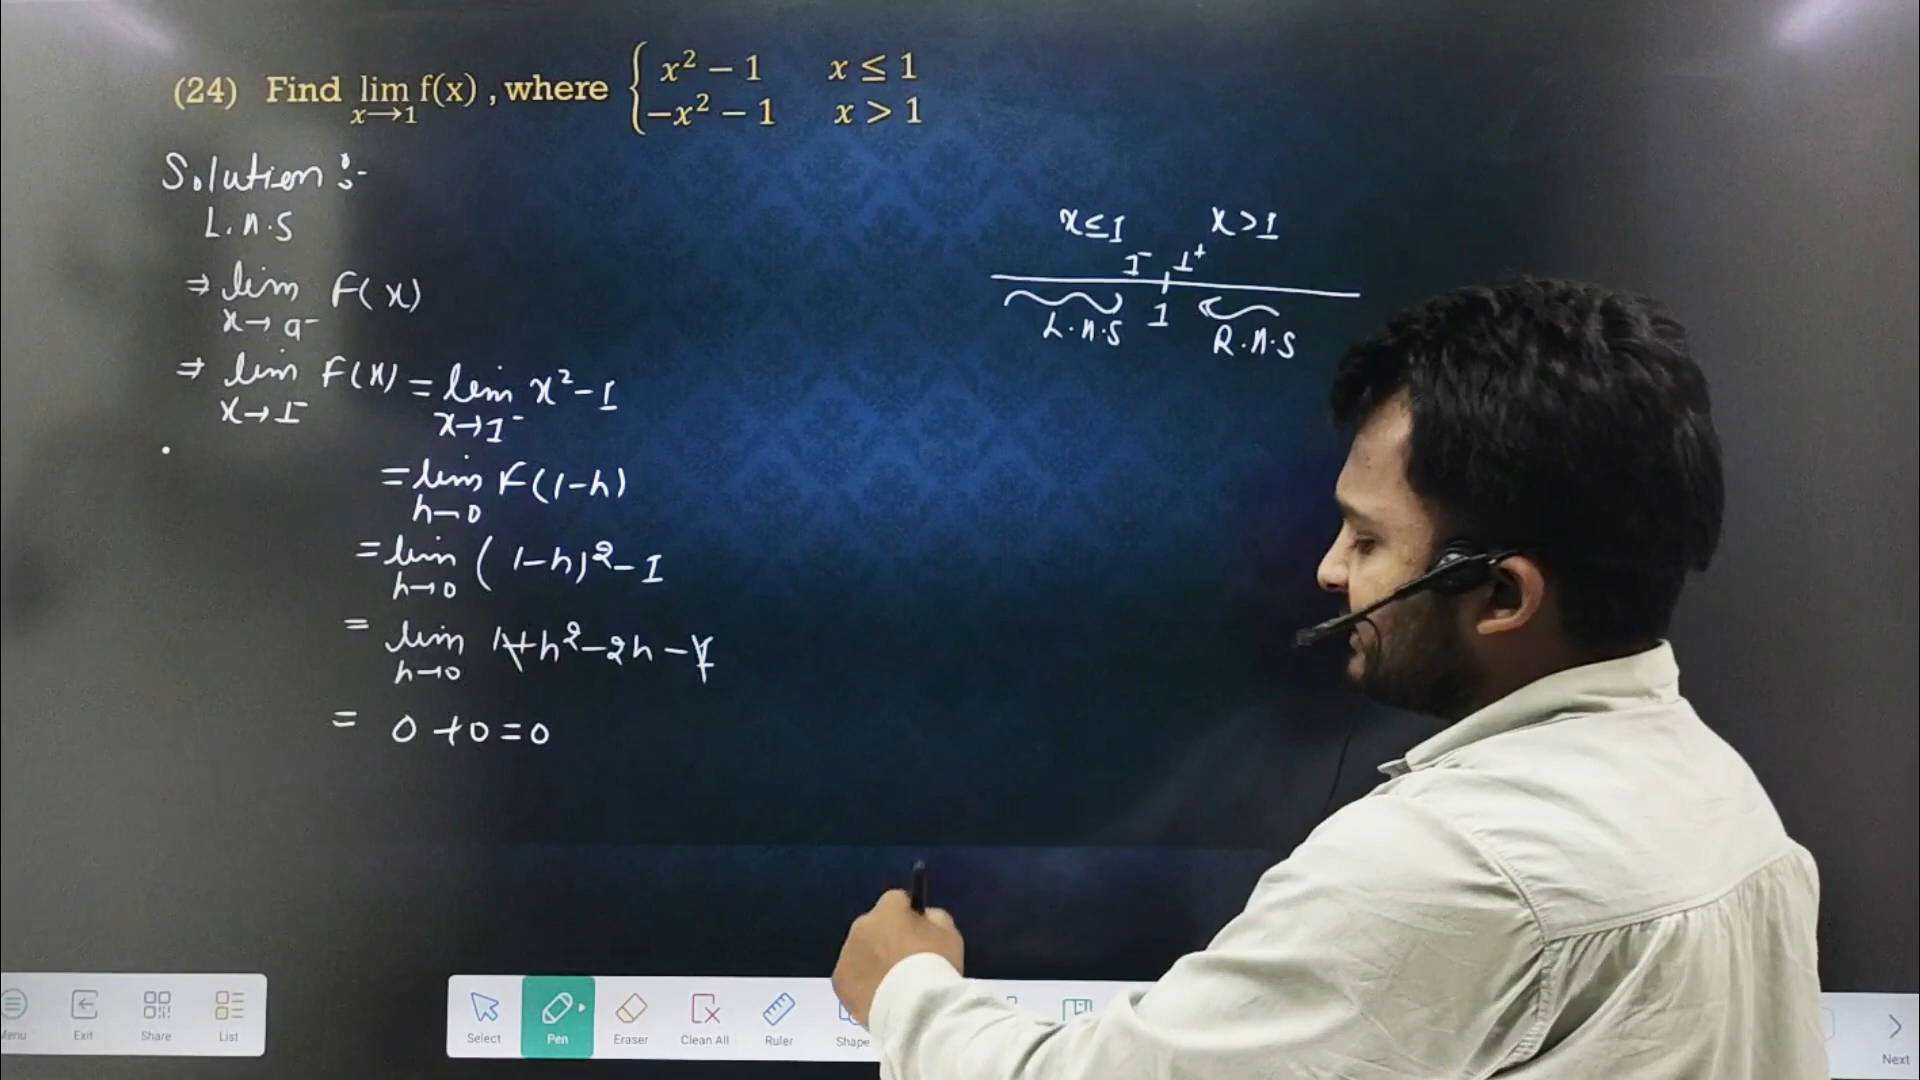 (24) Find lim x→1 f(x) , where { x² − 1 x ≤ 1
−x² − 1 x > 1
Solution :-
L.H.S
⇒ lim x→a⁻ F(x)
⇒ lim x→1⁻ F(x) = lim x→1⁻ x² − 1
= lim h→0 F(1−h)
= lim h→0 (1−h)² − 1
= lim h→0 1+h²−2h−1
= 0+0=0
x≤1 x>1
1⁻ 1⁺
L.H.S 1 R.H.S
Exit Share List
Select Pen Eraser Clean All Ruler Shape
Next